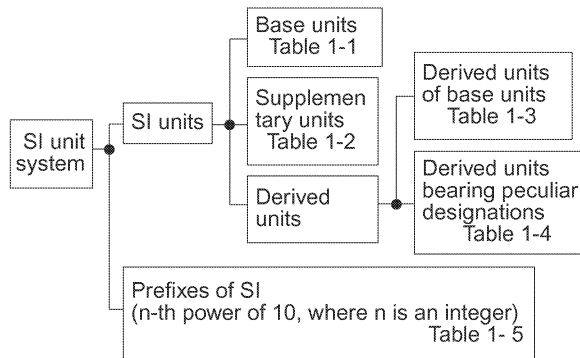 SI unit
system
SI units
Base units
Table 1-1
Supplemen
tary units
Table 1-2
Derived
units
Derived units
of base units
Table 1-3
Derived units
bearing peculiar
designations
Table 1-4
Prefixes of SI
(n-th power of 10, where n is an integer)
Table 1- 5